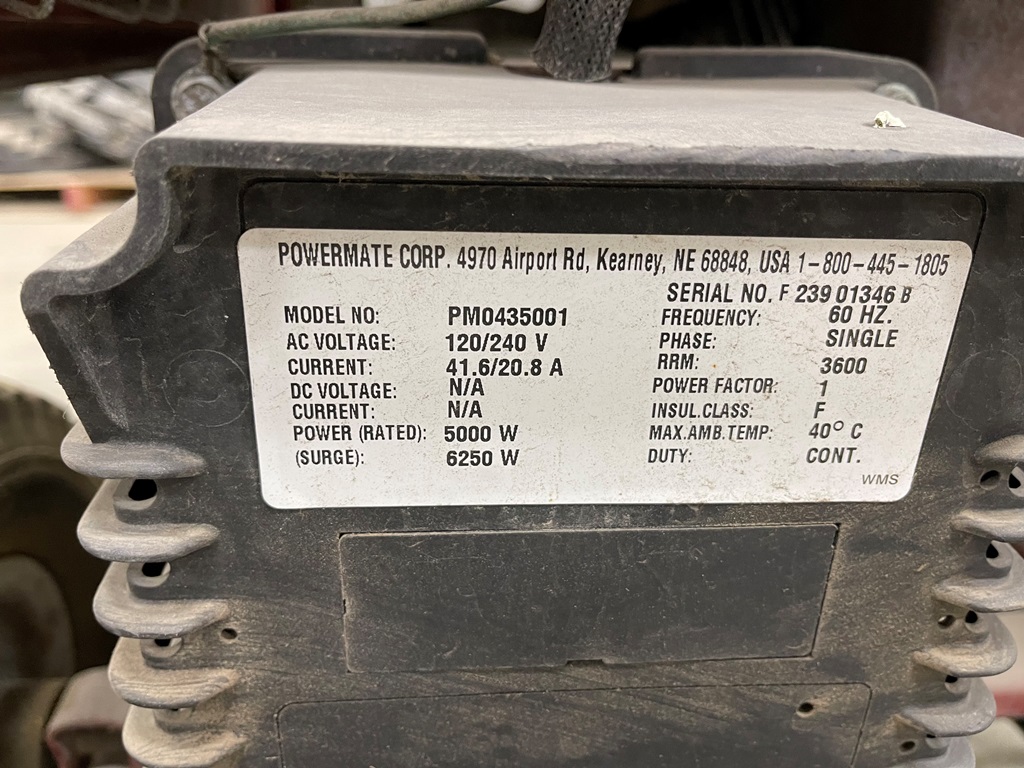 POWERMATE CORP. 4970 Airport Rd, Kearney, NE 68848, USA 1-800-445-1805
SERIAL NO. F 239 01346 B
MODEL NO: PM0435001 FREQUENCY: 60 HZ.
AC VOLTAGE: 120/240 V PHASE: SINGLE
CURRENT: 41.6/20.8 A RRM: 3600
DC VOLTAGE: N/A POWER FACTOR: 1
CURRENT: N/A INSUL.CLASS: F
POWER (RATED): 5000 W MAX.AMB.TEMP: 40° C
(SURGE): 6250 W DUTY: CONT.
WMS